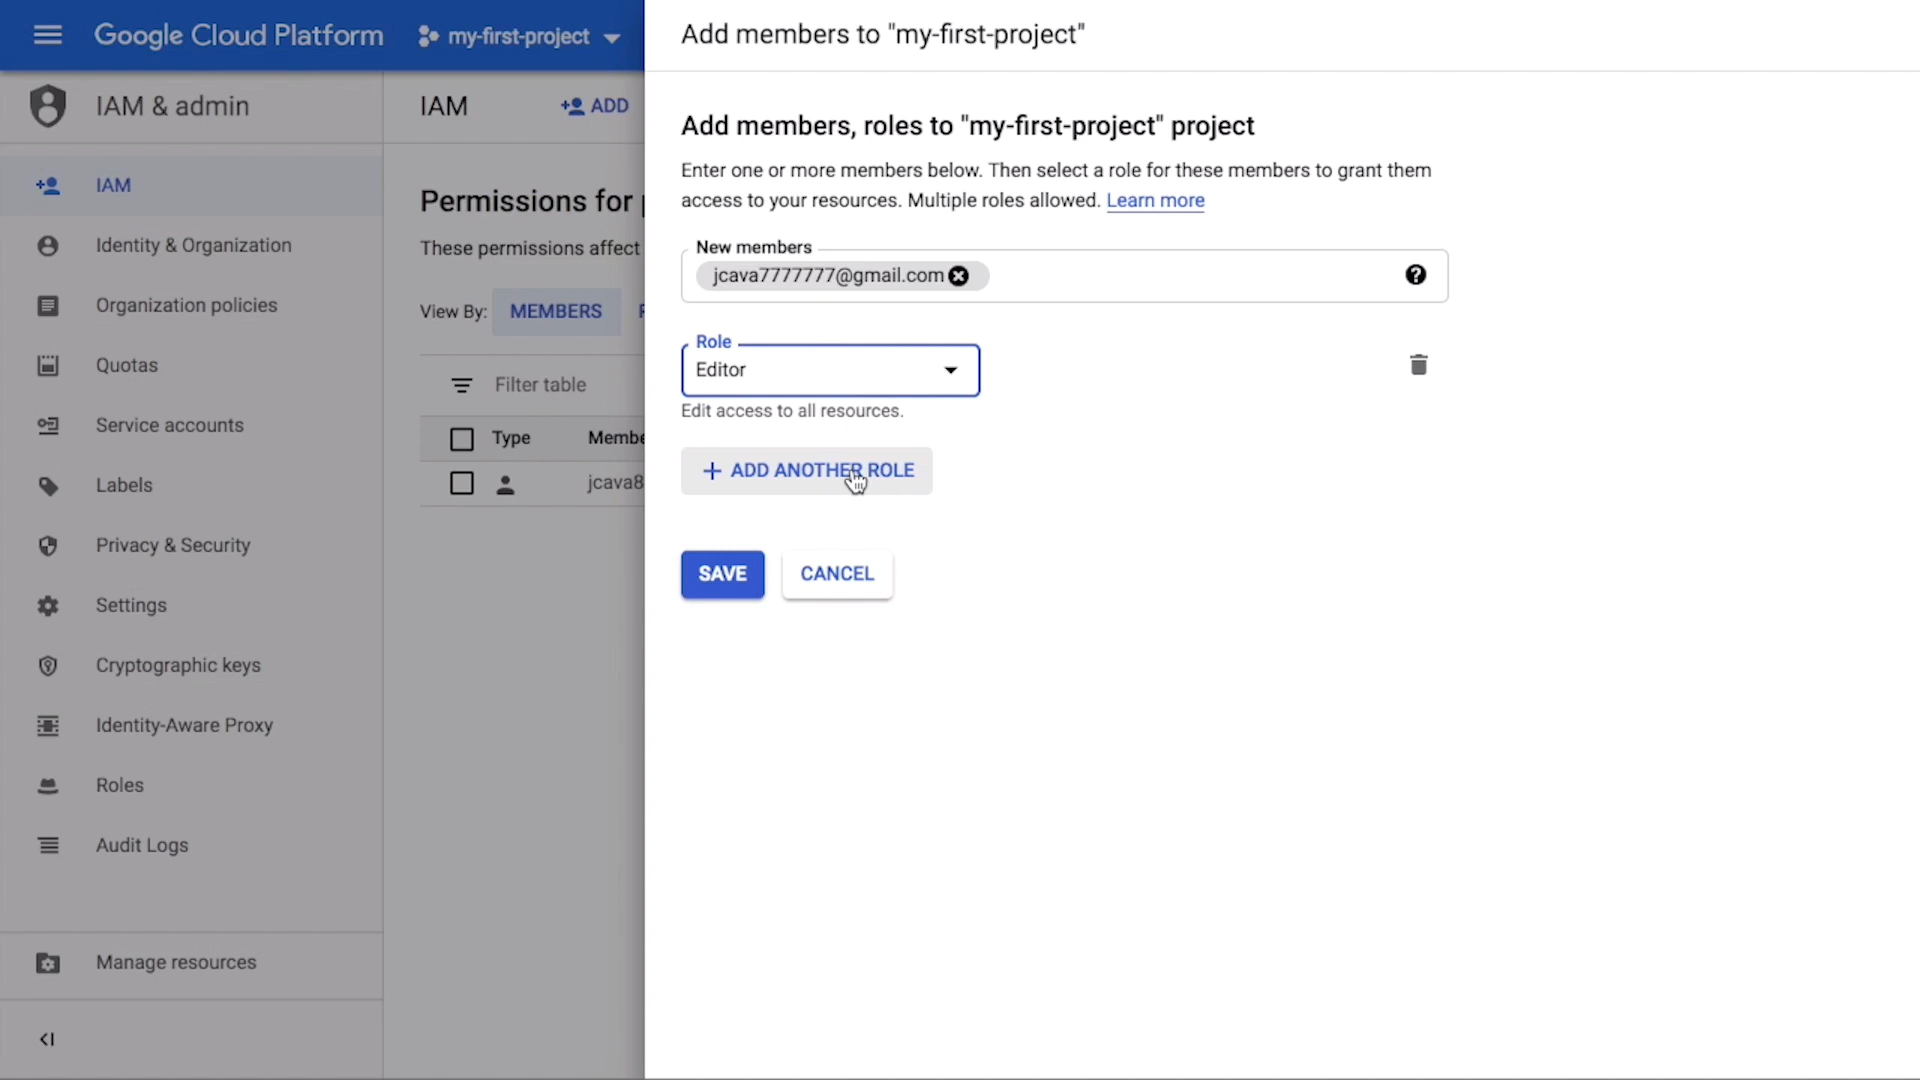 Google Cloud Platform
my-first-project
IAM & admin
IAM
Identity & Organization
Organization policies
Quotas
Service accounts
Labels
Privacy & Security
Settings
Cryptographic keys
Identity-Aware Proxy
Roles
Audit Logs
Manage resources
IAM
ADD
Permissions for
These permissions affect
View By: MEMBERS
Filter table
Type Membe
jcava8
Add members to "my-first-project"
Add members, roles to "my-first-project" project
Enter one or more members below. Then select a role for these members to grant them
access to your resources. Multiple roles allowed. Learn more
New members
jcava7777777@gmail.com
Role
Editor
Edit access to all resources.
+ ADD ANOTHER ROLE
SAVE CANCEL